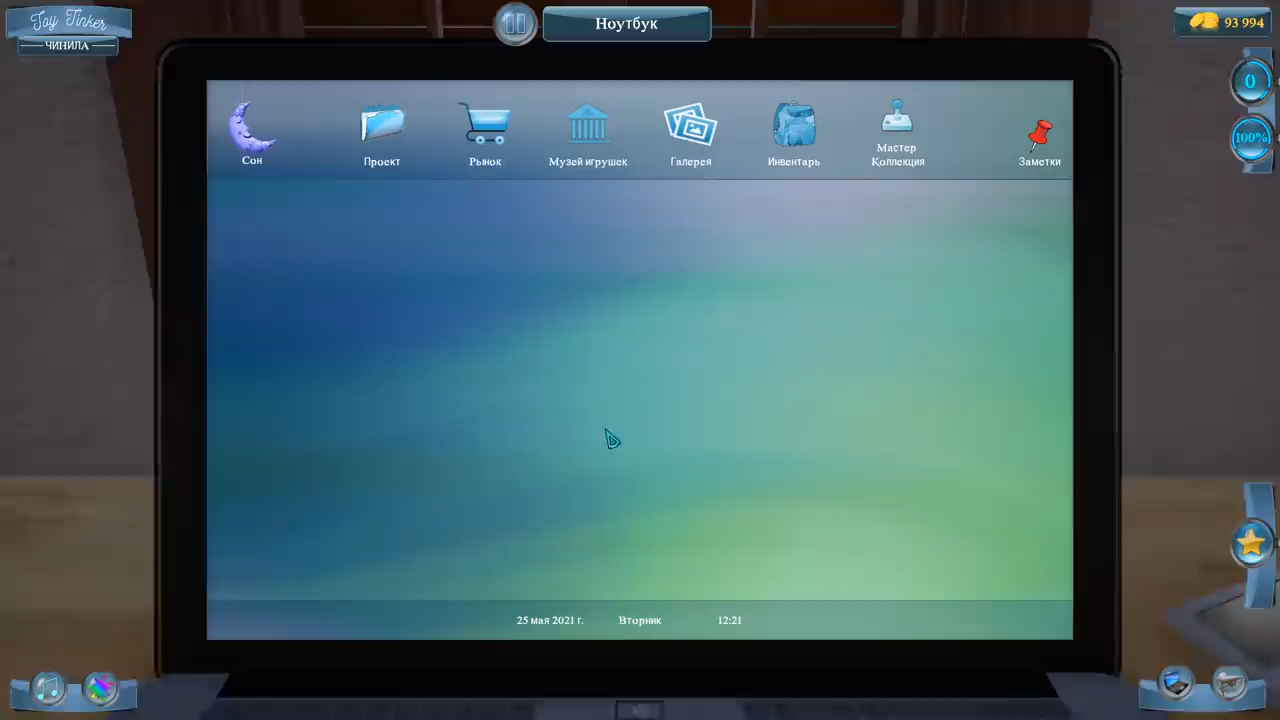 Toy Tinker
ЧИНИЛА
Ноутбук
93 994
0
100%
Сон
Проект
Рынок
Музей игрушек
Галерея
Инвентарь
Мастер
Коллекция
Заметки
25 мая 2021 г.
Вторник
12:21